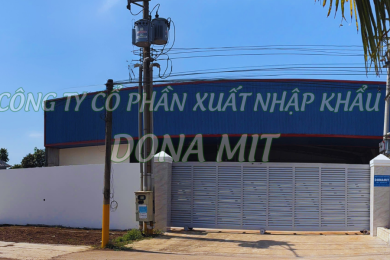 CÔNG TY CỔ PHẦN XUẤT NHẬP KHẨU
DONA MIT